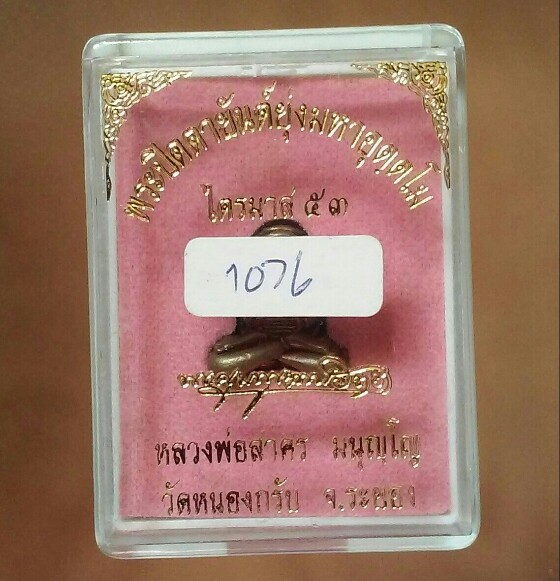 พระปิดตายันต์ยุ่งมหาอุตฺตโม
ไตรมาส ๕๓
1076
หลวงพ่อสาคร มนุญฺโญ
วัดหนองกรับ จ.ระยอง